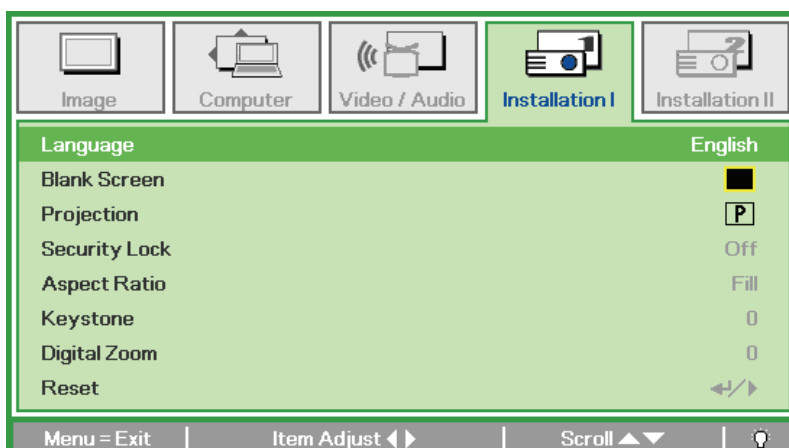 Image Computer Video / Audio Installation I Installation II
Language English
Blank Screen
Projection P
Security Lock Off
Aspect Ratio Fill
Keystone 0
Digital Zoom 0
Reset
Menu = Exit Item Adjust Scroll